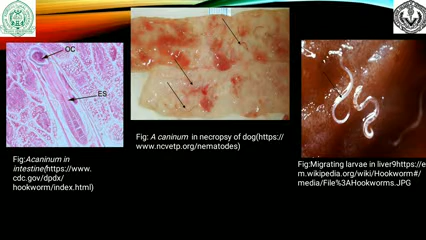 OC
ES
Fig:Acaninum in
intestine(https://www.
cdc.gov/dpdx/
hookworm/index.html)
Fig: A caninum in necropsy of dog(https://
www.ncvetp.org/nematodes)
Fig:Migrating larvae in liver9https://e
m.wikipedia.org/wiki/Hookworm#/
media/File%3AHookworms.JPG